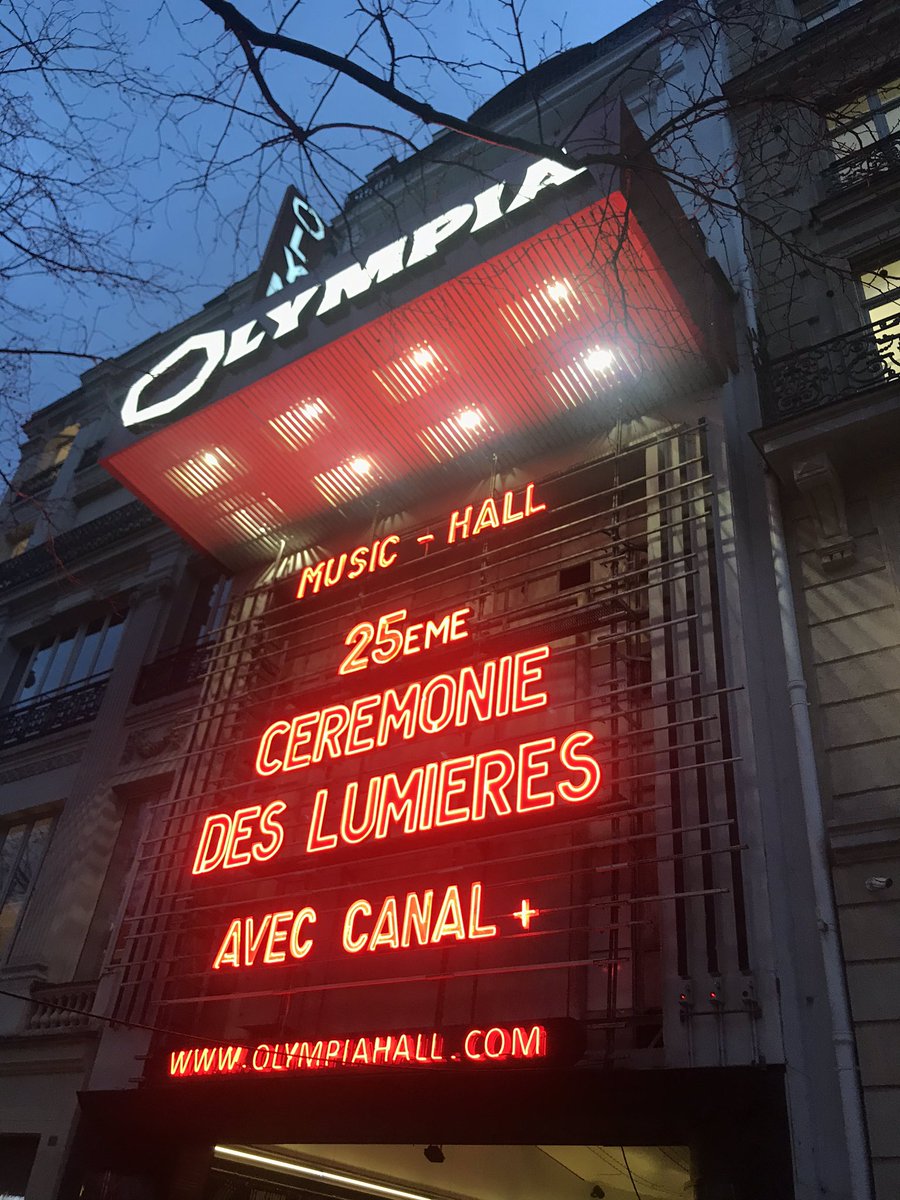 OLYMPIA
MUSIC - HALL
25EME
CEREMONIE
DES LUMIERES
AVEC CANAL +
WWW.OLYMPIAHALL.COM